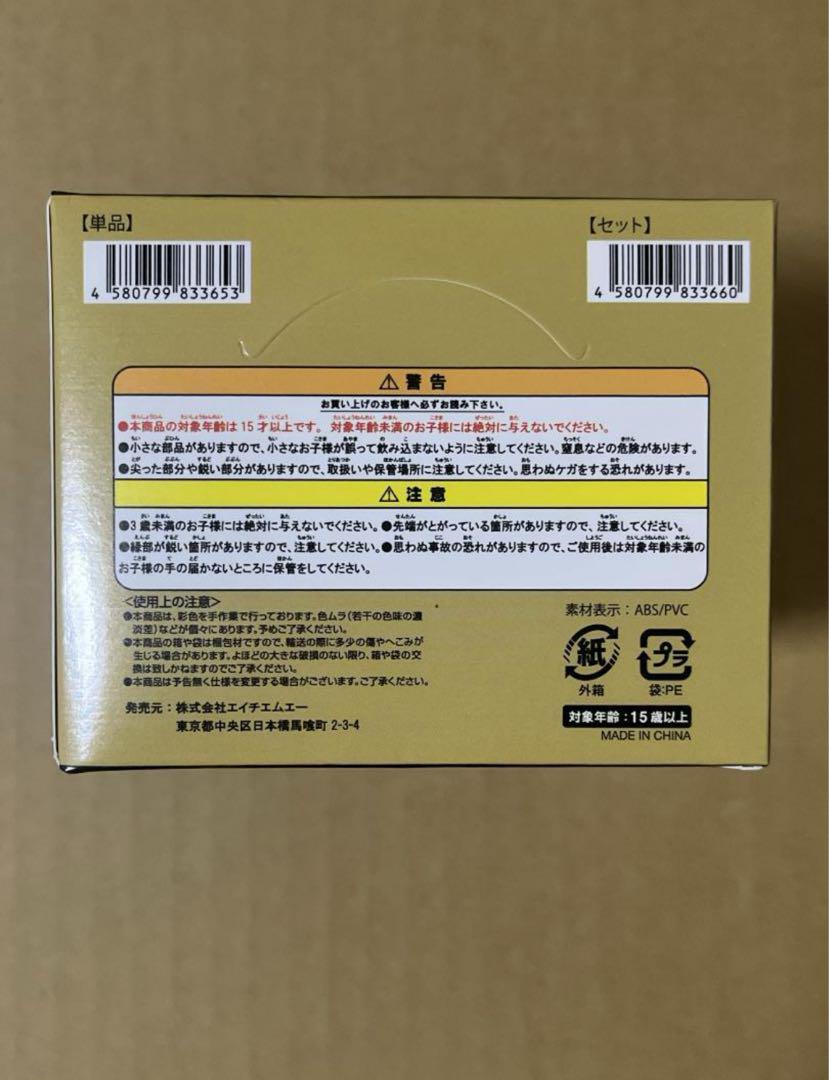 【単品】
【セット】
4 580799 833653
4 580799 833660
⚠警告
お買い上げのお客様へ必ずお読み下さい。
●本商品の対象年齢は15才以上です。対象年齢未満のお子様には絶対に与えないでください。
●小さな部品がありますので、小さなお子様が誤って飲み込まないように注意してください。窒息などの危険があります。
●尖った部分や鋭い部分がありますので、取扱いや保管場所に注意してください。思わぬケガをする恐れがあります。
⚠注意
●3歳未満のお子様には絶対に与えないでください。●先端がとがっている箇所がありますので、注意してください。
●縁部が鋭い箇所がありますので、注意してください。●思わぬ事故の恐れがありますので、ご使用後は対象年齢未満の
お子様の手の届かないところに保管をしてください。
＜使用上の注意＞
●本商品は、彩色を手作業で行っております。色ムラ(若干の色味の濃
淡差)などが個々にあります。予めご了承ください。
●本商品の箱や袋は梱包材ですので、輸送の際に多少の傷やへこみが
生じる場合があります。よほどの大きな破損のない限り、箱や袋の交
換は致しかねますのでご了承ください。
●本商品は予告無く仕様を変更する場合がございます。ご了承ください。
発売元：株式会社エイチエムエー
東京都中央区日本橋馬喰町 2-3-4
素材表示：ABS/PVC
紙
プラ
外箱
袋:PE
対象年齢：15歳以上
MADE IN CHINA